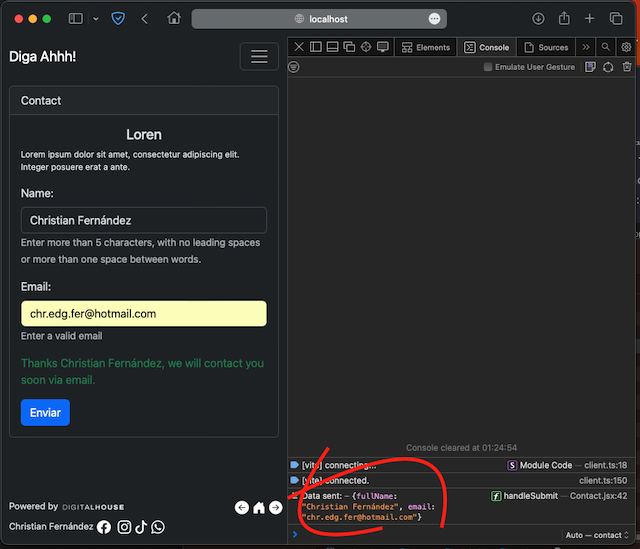 localhost
Diga Ahhh!
Contact
Loren
Lorem ipsum dolor sit amet, consectetur adipiscing elit.
Integer posuere erat a ante.
Name:
Christian Fernández
Enter more than 5 characters, with no leading spaces
or more than one space between words.
Email:
chr.edg.fer@hotmail.com
Enter a valid email
Thanks Christian Fernández, we will contact you
soon via email.
Enviar
Powered by DIGITALHOUSE
Christian Fernández
Elements
Console
Sources
Emulate User Gesture
Console cleared at 01:24:54
[vite] connecting... S Module Code — client.ts:18
[vite] connected. client.ts:150
Data sent: – {fullName: f handleSubmit — Contact.jsx:42
"Christian Fernández", email:
"chr.edg.fer@hotmail.com"}
Auto — contact